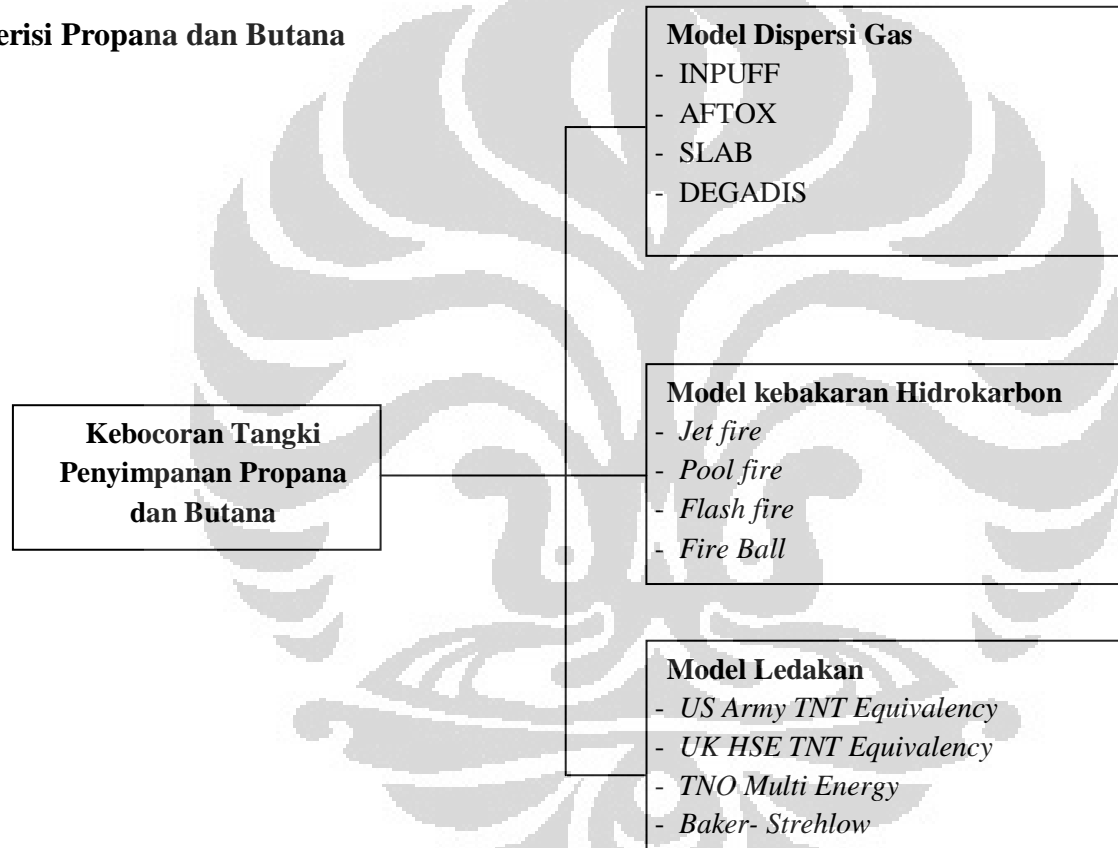 erisi Propana dan Butana
Model Dispersi Gas
- INPUFF
- AFTOX
- SLAB
- DEGADIS
Kebocoran Tangki
Penyimpanan Propana
dan Butana
Model kebakaran Hidrokarbon
- Jet fire
- Pool fire
- Flash fire
- Fire Ball
Model Ledakan
- US Army TNT Equivalency
- UK HSE TNT Equivalency
- TNO Multi Energy
- Baker- Strehlow